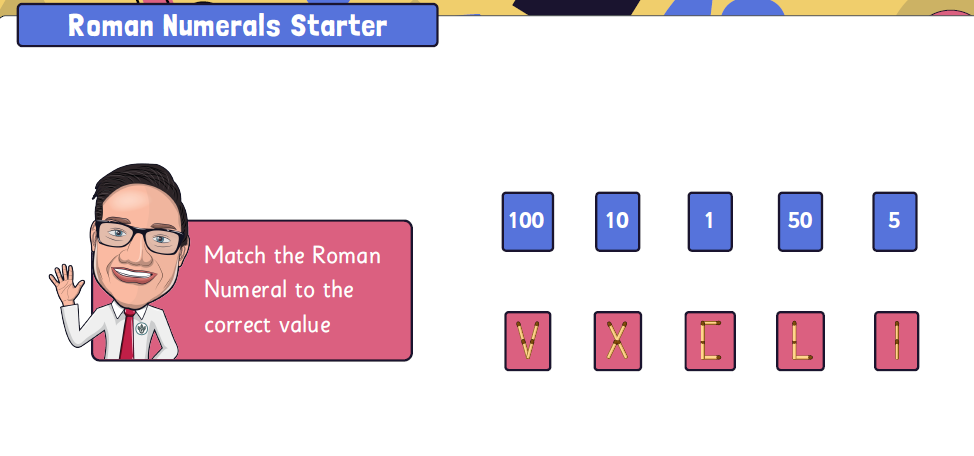 Roman Numerals Starter
Match the Roman
Numeral to the
correct value
100 10 1 50 5
V X C L I